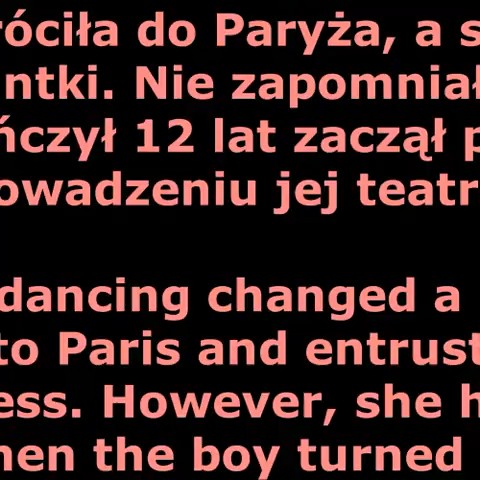 róciła do Paryża, a s
ntki. Nie zapomniał
ńczył 12 lat zaczął p
owadzeniu jej teatr
dancing changed a
to Paris and entrust
ess. However, she h
hen the boy turned